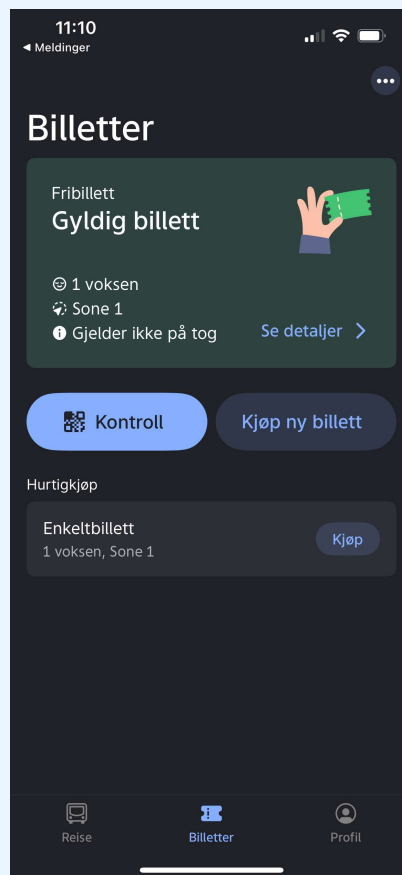 11:10
◀ Meldinger
Billetter
Fribillett
Gyldig billett
1 voksen
Sone 1
Gjelder ikke på tog
Se detaljer
Kontroll
Kjøp ny billett
Hurtigkjøp
Enkeltbillett
1 voksen, Sone 1
Kjøp
Reise
Billetter
Profil